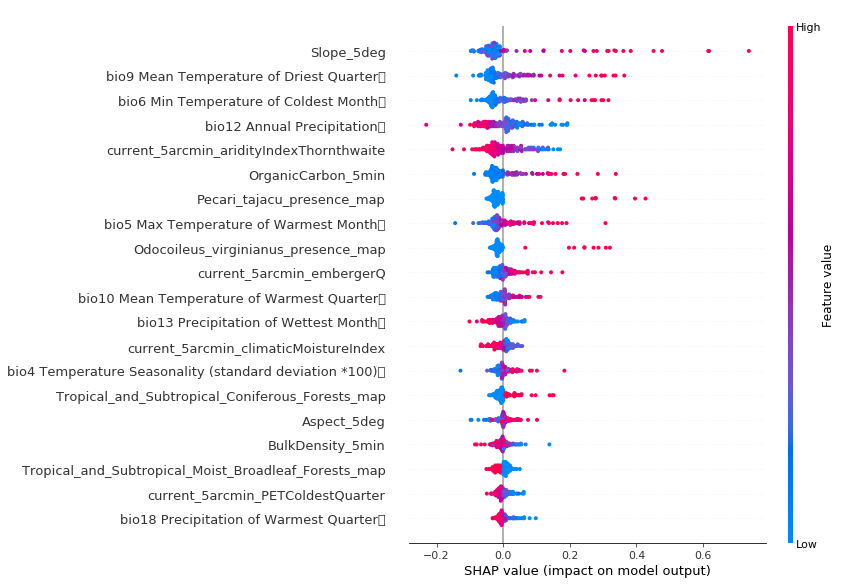 High
Slope_5deg
bio9 Mean Temperature of Driest Quarter
bio6 Min Temperature of Coldest Month
bio12 Annual Precipitation
current_5arcmin_aridityIndexThornthwaite
OrganicCarbon_5min
Pecari_tajacu_presence_map
bio5 Max Temperature of Warmest Month
Odocoileus_virginianus_presence_map
current_5arcmin_embergerQ
bio10 Mean Temperature of Warmest Quarter
bio13 Precipitation of Wettest Month
current_5arcmin_climaticMoistureIndex
bio4 Temperature Seasonality (standard deviation *100)
Tropical_and_Subtropical_Coniferous_Forests_map
Aspect_5deg
BulkDensity_5min
Tropical_and_Subtropical_Moist_Broadleaf_Forests_map
current_5arcmin_PETColdestQuarter
bio18 Precipitation of Warmest Quarter
Feature value
Low
−0.2 0.0 0.2 0.4 0.6
SHAP value (impact on model output)